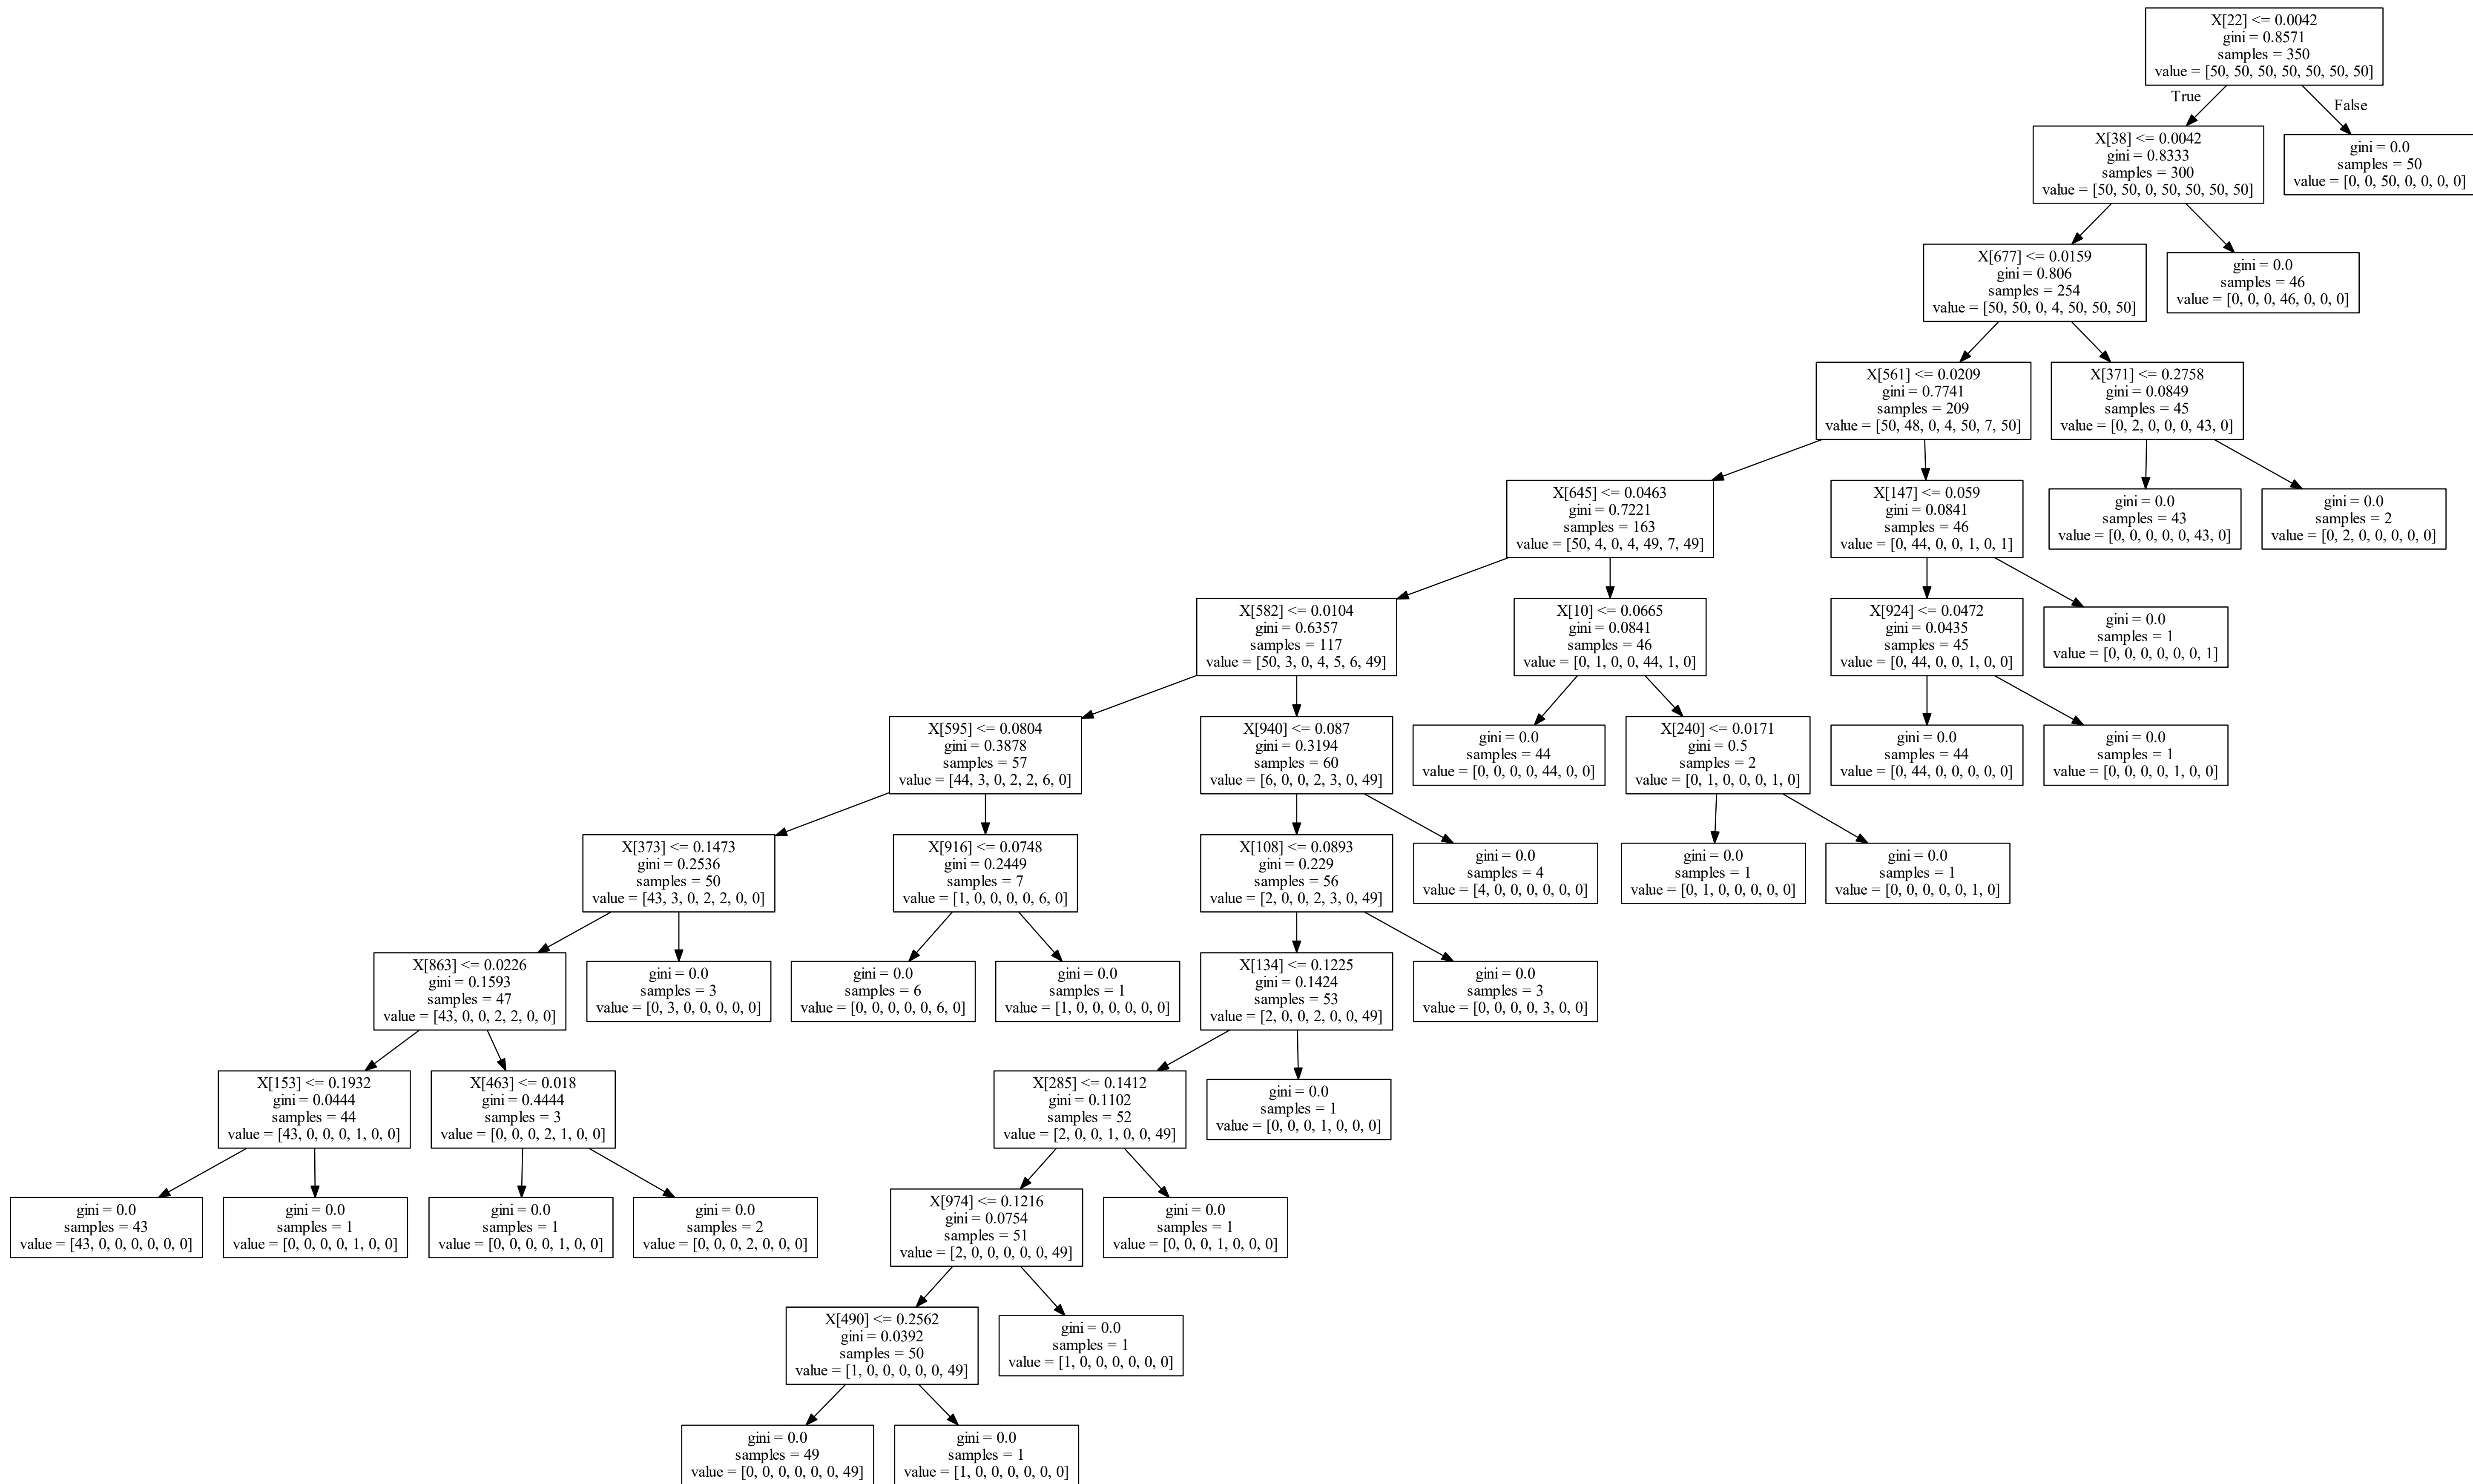 X[22] <= 0.0042
gini = 0.8571
samples = 350
value = [50, 50, 50, 50, 50, 50, 50]
True
False
X[38] <= 0.0042
gini = 0.8333
samples = 300
value = [50, 50, 0, 50, 50, 50, 50]
gini = 0.0
samples = 50
value = [0, 0, 50, 0, 0, 0, 0]
X[677] <= 0.0159
gini = 0.806
samples = 254
value = [50, 50, 0, 4, 50, 50, 50]
gini = 0.0
samples = 46
value = [0, 0, 0, 46, 0, 0, 0]
X[561] <= 0.0209
gini = 0.7741
samples = 209
value = [50, 48, 0, 4, 50, 7, 50]
X[371] <= 0.2758
gini = 0.0849
samples = 45
value = [0, 2, 0, 0, 0, 43, 0]
X[645] <= 0.0463
gini = 0.7221
samples = 163
value = [50, 4, 0, 4, 49, 7, 49]
X[147] <= 0.059
gini = 0.0841
samples = 46
value = [0, 44, 0, 0, 1, 0, 1]
gini = 0.0
samples = 43
value = [0, 0, 0, 0, 0, 43, 0]
gini = 0.0
samples = 2
value = [0, 2, 0, 0, 0, 0, 0]
X[582] <= 0.0104
gini = 0.6357
samples = 117
value = [50, 3, 0, 4, 5, 6, 49]
X[10] <= 0.0665
gini = 0.0841
samples = 46
value = [0, 1, 0, 0, 44, 1, 0]
X[924] <= 0.0472
gini = 0.0435
samples = 45
value = [0, 44, 0, 0, 1, 0, 0]
gini = 0.0
samples = 1
value = [0, 0, 0, 0, 0, 0, 1]
X[595] <= 0.0804
gini = 0.3878
samples = 57
value = [44, 3, 0, 2, 2, 6, 0]
X[940] <= 0.087
gini = 0.3194
samples = 60
value = [6, 0, 0, 2, 3, 0, 49]
gini = 0.0
samples = 44
value = [0, 0, 0, 0, 44, 0, 0]
X[240] <= 0.0171
gini = 0.5
samples = 2
value = [0, 1, 0, 0, 0, 1, 0]
gini = 0.0
samples = 44
value = [0, 44, 0, 0, 0, 0, 0]
gini = 0.0
samples = 1
value = [0, 0, 0, 0, 1, 0, 0]
X[373] <= 0.1473
gini = 0.2536
samples = 50
value = [43, 3, 0, 2, 2, 0, 0]
X[916] <= 0.0748
gini = 0.2449
samples = 7
value = [1, 0, 0, 0, 0, 6, 0]
X[108] <= 0.0893
gini = 0.229
samples = 56
value = [2, 0, 0, 2, 3, 0, 49]
gini = 0.0
samples = 4
value = [4, 0, 0, 0, 0, 0, 0]
gini = 0.0
samples = 1
value = [0, 1, 0, 0, 0, 0, 0]
gini = 0.0
samples = 1
value = [0, 0, 0, 0, 0, 1, 0]
X[863] <= 0.0226
gini = 0.1593
samples = 47
value = [43, 0, 0, 2, 2, 0, 0]
gini = 0.0
samples = 3
value = [0, 3, 0, 0, 0, 0, 0]
gini = 0.0
samples = 6
value = [0, 0, 0, 0, 0, 6, 0]
gini = 0.0
samples = 1
value = [1, 0, 0, 0, 0, 0, 0]
X[134] <= 0.1225
gini = 0.1424
samples = 53
value = [2, 0, 0, 2, 0, 0, 49]
gini = 0.0
samples = 3
value = [0, 0, 0, 0, 3, 0, 0]
X[153] <= 0.1932
gini = 0.0444
samples = 44
value = [43, 0, 0, 0, 1, 0, 0]
X[463] <= 0.018
gini = 0.4444
samples = 3
value = [0, 0, 0, 2, 1, 0, 0]
X[285] <= 0.1412
gini = 0.1102
samples = 52
value = [2, 0, 0, 1, 0, 0, 49]
gini = 0.0
samples = 1
value = [0, 0, 0, 1, 0, 0, 0]
gini = 0.0
samples = 43
value = [43, 0, 0, 0, 0, 0, 0]
gini = 0.0
samples = 1
value = [0, 0, 0, 0, 1, 0, 0]
gini = 0.0
samples = 1
value = [0, 0, 0, 0, 1, 0, 0]
gini = 0.0
samples = 2
value = [0, 0, 0, 2, 0, 0, 0]
X[974] <= 0.1216
gini = 0.0754
samples = 51
value = [2, 0, 0, 0, 0, 0, 49]
gini = 0.0
samples = 1
value = [0, 0, 0, 1, 0, 0, 0]
X[490] <= 0.2562
gini = 0.0392
samples = 50
value = [1, 0, 0, 0, 0, 0, 49]
gini = 0.0
samples = 1
value = [1, 0, 0, 0, 0, 0, 0]
gini = 0.0
samples = 49
value = [0, 0, 0, 0, 0, 0, 49]
gini = 0.0
samples = 1
value = [1, 0, 0, 0, 0, 0, 0]